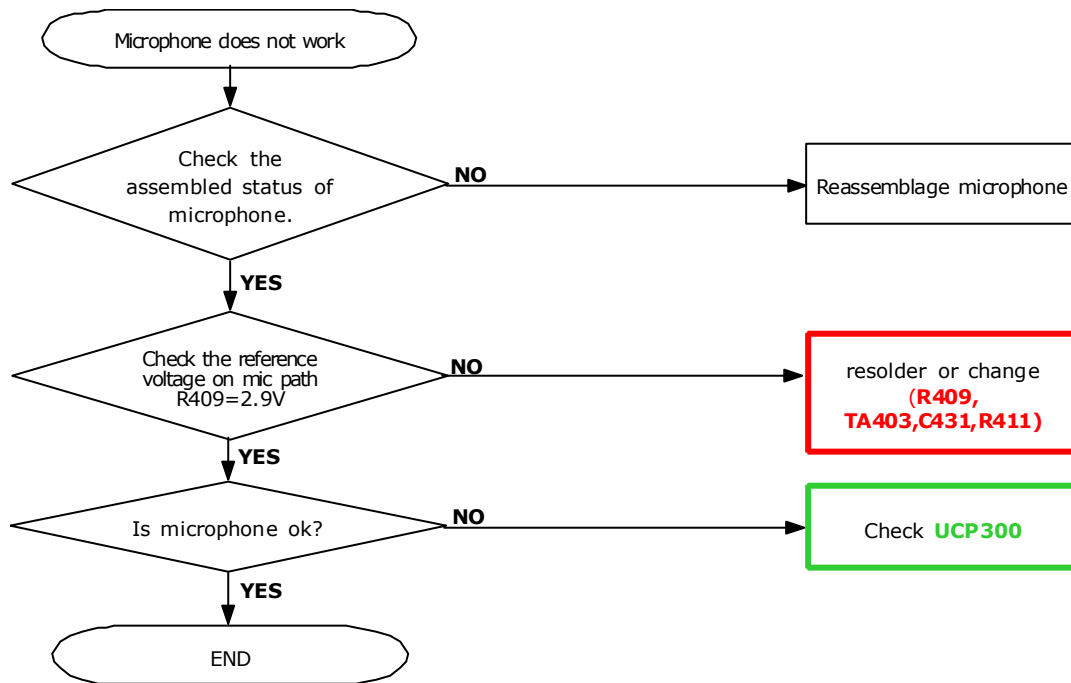 Microphone does not work
Check the
assembled status of
microphone.
NO
Reassemblage microphone
YES
Check the reference
voltage on mic path
R409=2.9V
NO
resolder or change
(R409,
TA403,C431,R411)
YES
Is microphone ok?
NO
Check UCP300
YES
END